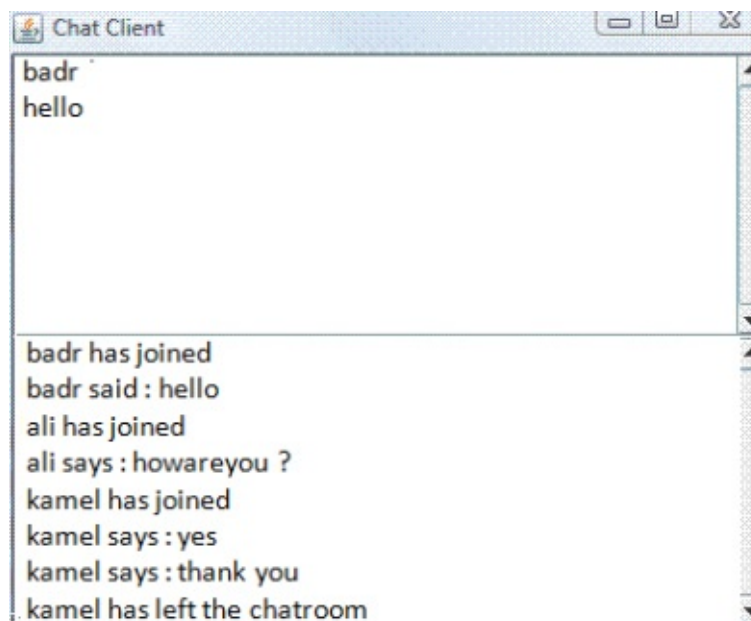 Chat Client
badr
hello
badr has joined
badr said : hello
ali has joined
ali says : howareyou ?
kamel has joined
kamel says : yes
kamel says : thank you
kamel has left the chatroom